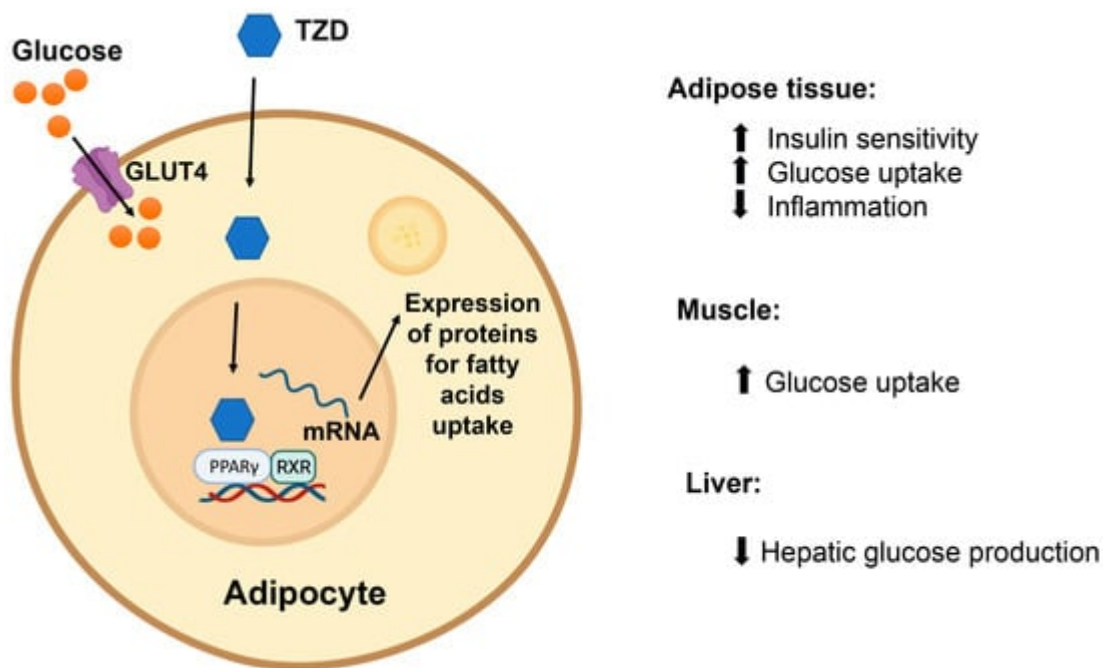 TZD
Glucose
GLUT4
Expression
of proteins
for fatty
acids
uptake
mRNA
PPARγ
RXR
Adipocyte
Adipose tissue:
Insulin sensitivity
Glucose uptake
Inflammation
Muscle:
Glucose uptake
Liver:
Hepatic glucose production